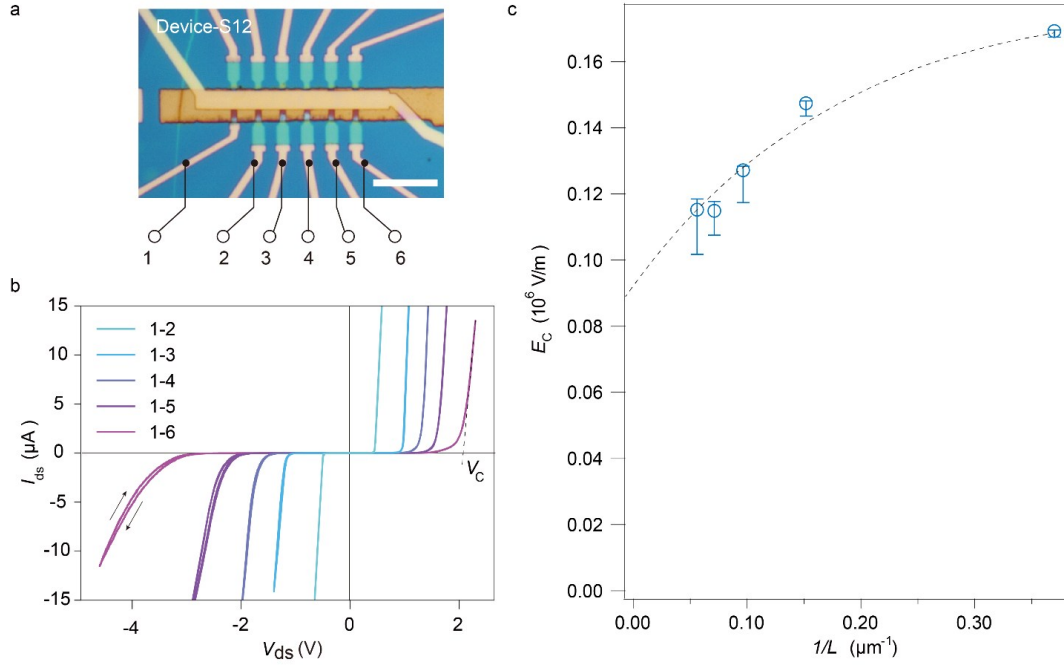 a
Device-S12
1 2 3 4 5 6
b
I_ds (μA)
15
10
5
0
-5
-10
-15
1-2
1-3
1-4
1-5
1-6
V_C
-4 -2 0 2
V_ds (V)
c
E_C (10^6 V/m)
0.16
0.14
0.12
0.10
0.08
0.06
0.04
0.02
0.00
0.00 0.10 0.20 0.30
1/L (μm^-1)